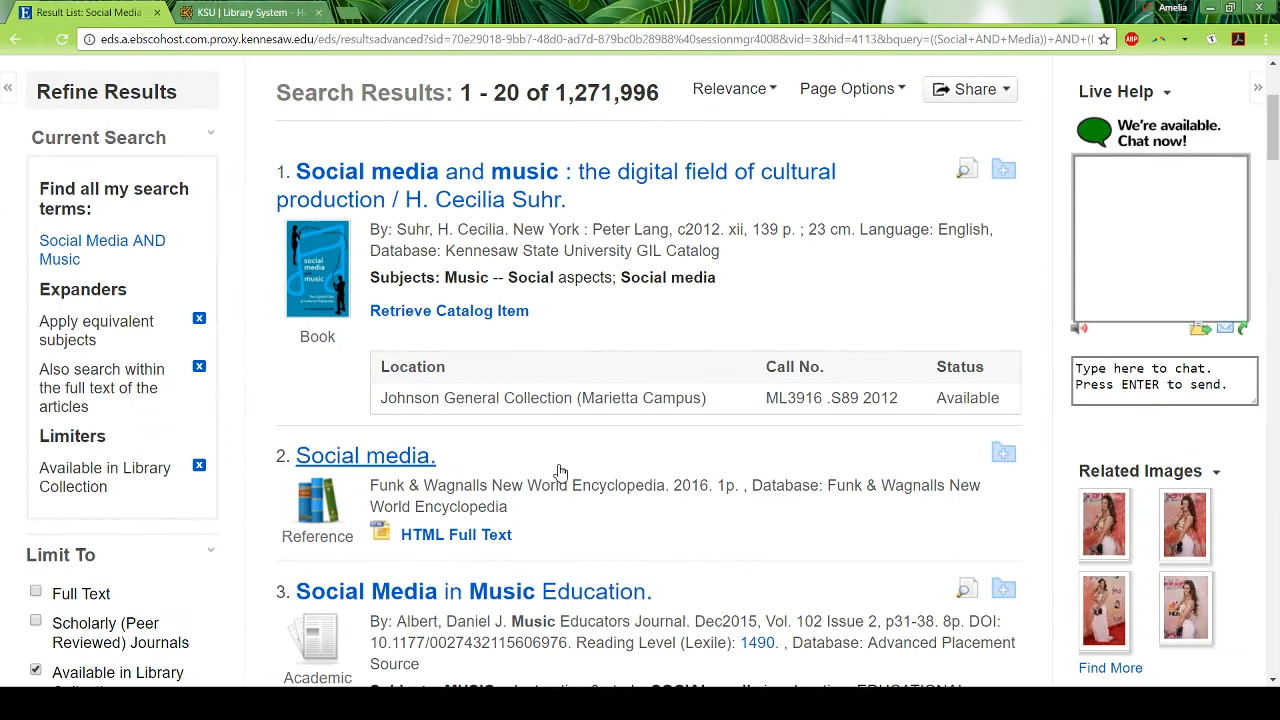 Result List: Social Media
KSU | Library System - H
Amelia
eds.a.ebscohost.com.proxy.kennesaw.edu/eds/resultsadvanced?sid=70e29018-9bb7-48d0-ad7d-879bc0b28988%40sessionmgr4008&vid=3&hid=4113&bquery=((Social+AND+Media))+AND+(
ABP
Refine Results
Current Search
Find all my search
terms:
Social Media AND
Music
Expanders
Apply equivalent
subjects
Also search within
the full text of the
articles
Limiters
Available in Library
Collection
Limit To
Full Text
Scholarly (Peer
Reviewed) Journals
Available in Library
Search Results: 1 - 20 of 1,271,996
Relevance
Page Options
Share
1. Social media and music : the digital field of cultural
production / H. Cecilia Suhr.
social
media
and
music
By: Suhr, H. Cecilia. New York : Peter Lang, c2012. xii, 139 p. ; 23 cm. Language: English,
Database: Kennesaw State University GIL Catalog
Subjects: Music -- Social aspects; Social media
Retrieve Catalog Item
Book
Location Call No. Status
Johnson General Collection (Marietta Campus) ML3916 .S89 2012 Available
2. Social media.
Funk & Wagnalls New World Encyclopedia. 2016. 1p. , Database: Funk & Wagnalls New
World Encyclopedia
Reference
HTML Full Text
3. Social Media in Music Education.
By: Albert, Daniel J. Music Educators Journal. Dec2015, Vol. 102 Issue 2, p31-38. 8p. DOI:
10.1177/0027432115606976. Reading Level (Lexile): 1490. , Database: Advanced Placement
Source
Academic
Live Help
We're available.
Chat now!
Type here to chat.
Press ENTER to send.
Related Images
Find More